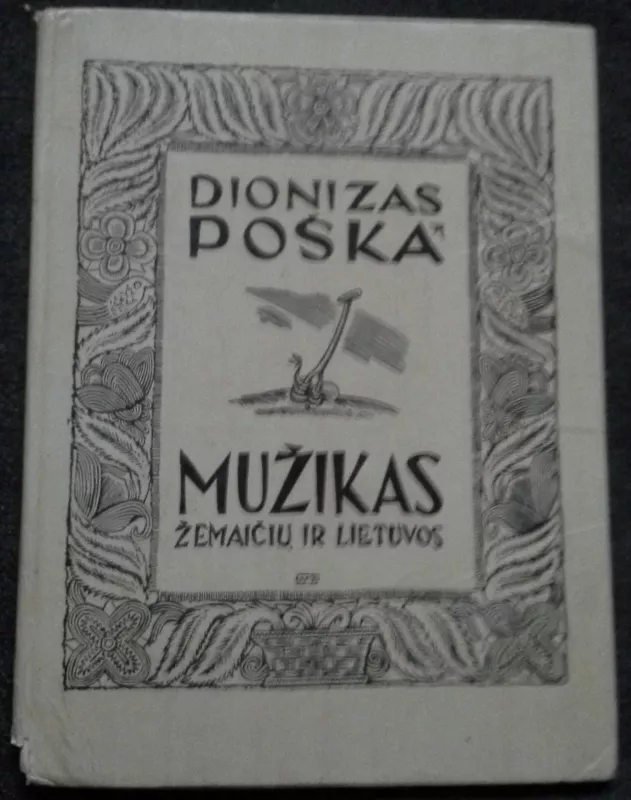 DIONIZAS
POŠKA
MUŽIKAS
ŽEMAIČIŲ IR LIETUVOS